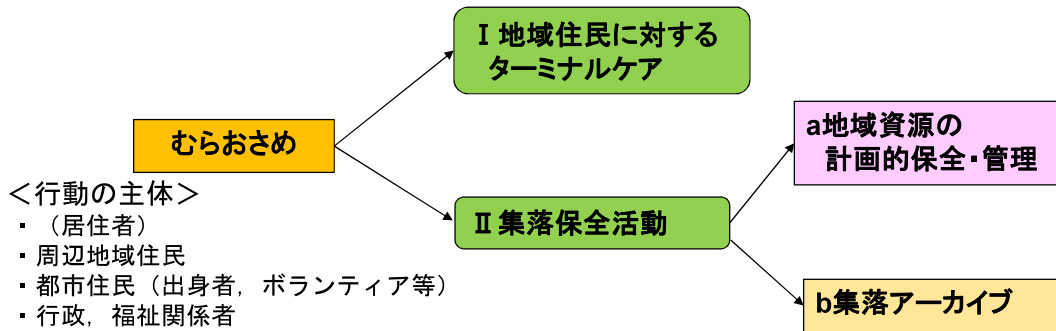 Ⅰ地域住民に対する
ターミナルケア
むらおさめ
a地域資源の
計画的保全・管理
＜行動の主体＞
・（居住者）
Ⅱ集落保全活動
・周辺地域住民
・都市住民（出身者，ボランティア等）
・行政，福祉関係者
b集落アーカイブ